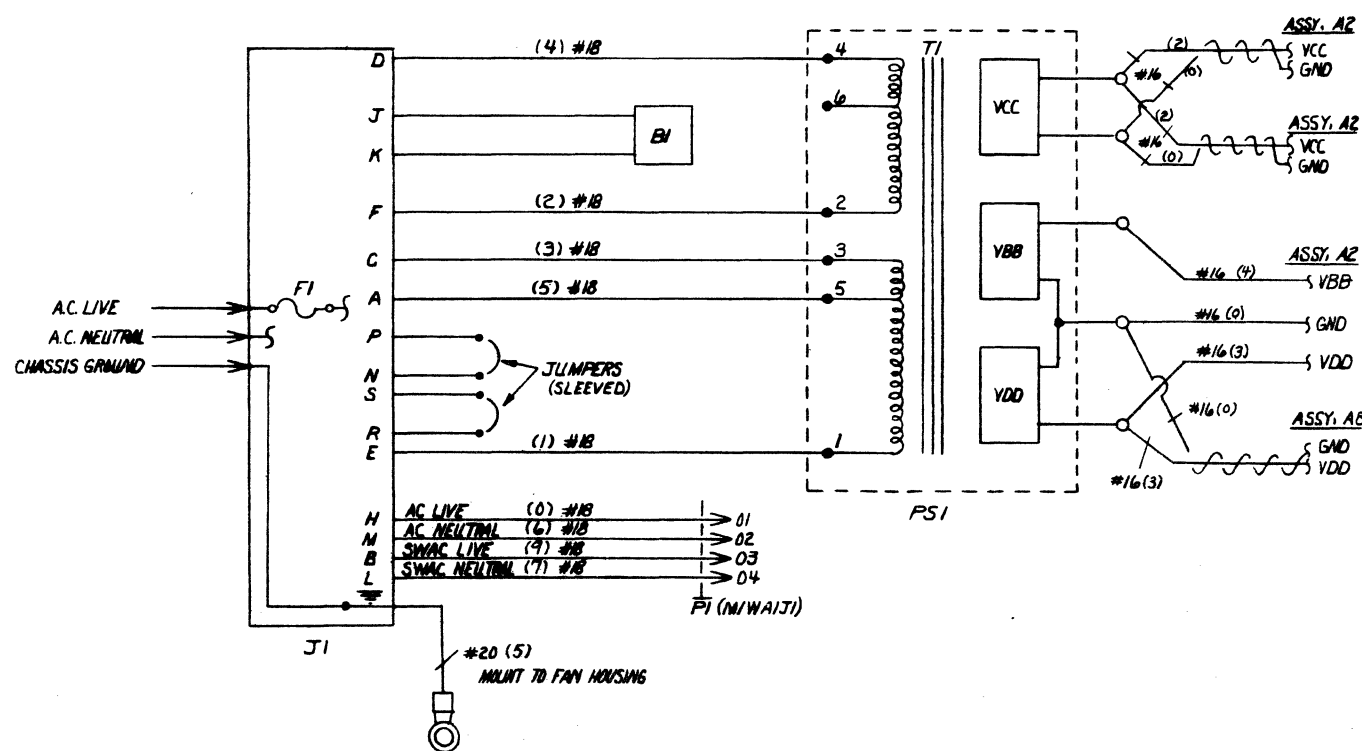 ASSY. A2
D
(4) #18
4
T1
(2)
VCC
#16
(0)
GND
J
6
VCC
B1
(2)
ASSY. A2
K
#16
VCC
(0)
GND
F
(2) #18
2
C
(3) #18
3
VBB
ASSY. A2
F1
#16 (4)
VBB
A.C. LIVE
A
(5) #18
5
#16 (0)
GND
A.C. NEUTRAL
P
CHASSIS GROUND
#16 (3)
VDD
N
JUMPERS
S
(SLEEVED)
VDD
#16 (0)
R
ASSY. A8
E
(1) #18
1
GND
VDD
#16 (3)
H
AC LIVE
(0) #18
01
PS1
M
AC NEUTRAL
(6) #18
02
B
SWAC LIVE
(9) #18
03
L
SWAC NEUTRAL
(7) #18
04
P1 (M/WA1J1)
J1
#20 (5)
MOUNT TO FAN HOUSING